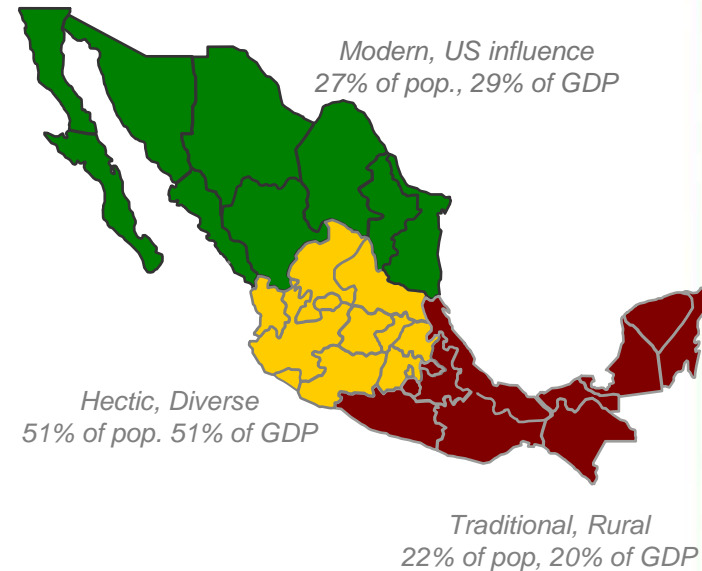 Modern, US influence
27% of pop., 29% of GDP
Hectic, Diverse
51% of pop. 51% of GDP
Traditional, Rural
22% of pop, 20% of GDP